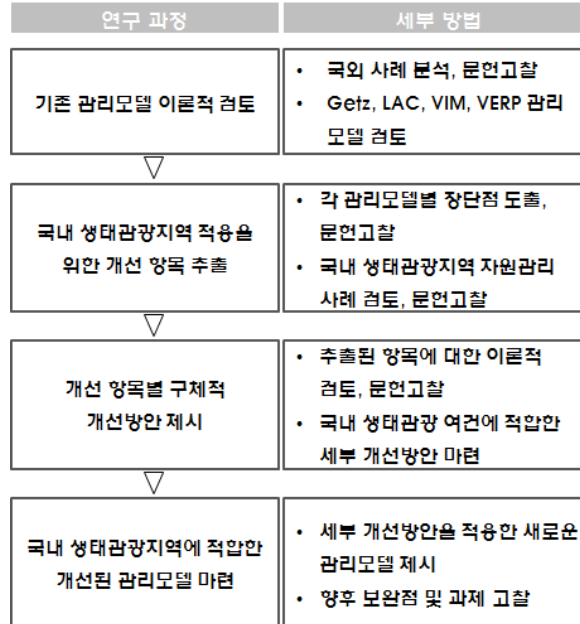 연구 과정
세부 방법
기존 관리모델 이론적 검토
• 국외 사례 분석, 문헌고찰
• Getz, LAC, VIM, VERP 관리
모델 검토
국내 생태관광지역 적용을
위한 개선 항목 추출
• 각 관리모델별 장단점 도출,
문헌고찰
• 국내 생태관광지역 자원관리
사례 검토, 문헌고찰
개선 항목별 구체적
개선방안 제시
• 추출된 항목에 대한 이론적
검토, 문헌고찰
• 국내 생태관광 여건에 적합한
세부 개선방안 마련
국내 생태관광지역에 적합한
개선된 관리모델 마련
• 세부 개선방안을 적용한 새로운
관리모델 제시
• 향후 보완점 및 과제 고찰